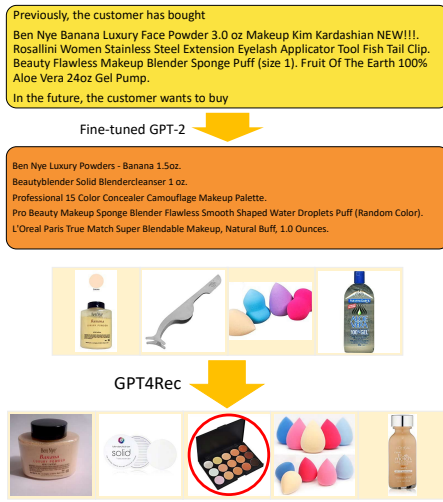 Previously, the customer has bought
Ben Nye Banana Luxury Face Powder 3.0 oz Makeup Kim Kardashian NEW!!!.
Rosallini Women Stainless Steel Extension Eyelash Applicator Tool Fish Tail Clip.
Beauty Flawless Makeup Blender Sponge Puff (size 1). Fruit Of The Earth 100%
Aloe Vera 24oz Gel Pump.
In the future, the customer wants to buy
Fine-tuned GPT-2
Ben Nye Luxury Powders - Banana 1.5oz.
Beautyblender Solid Blendercleanser 1 oz.
Professional 15 Color Concealer Camouflage Makeup Palette.
Pro Beauty Makeup Sponge Blender Flawless Smooth Shaped Water Droplets Puff (Random Color).
L'Oreal Paris True Match Super Blendable Makeup, Natural Buff, 1.0 Ounces.
Banana
GPT4Rec
Ben Nye
Banana
solid